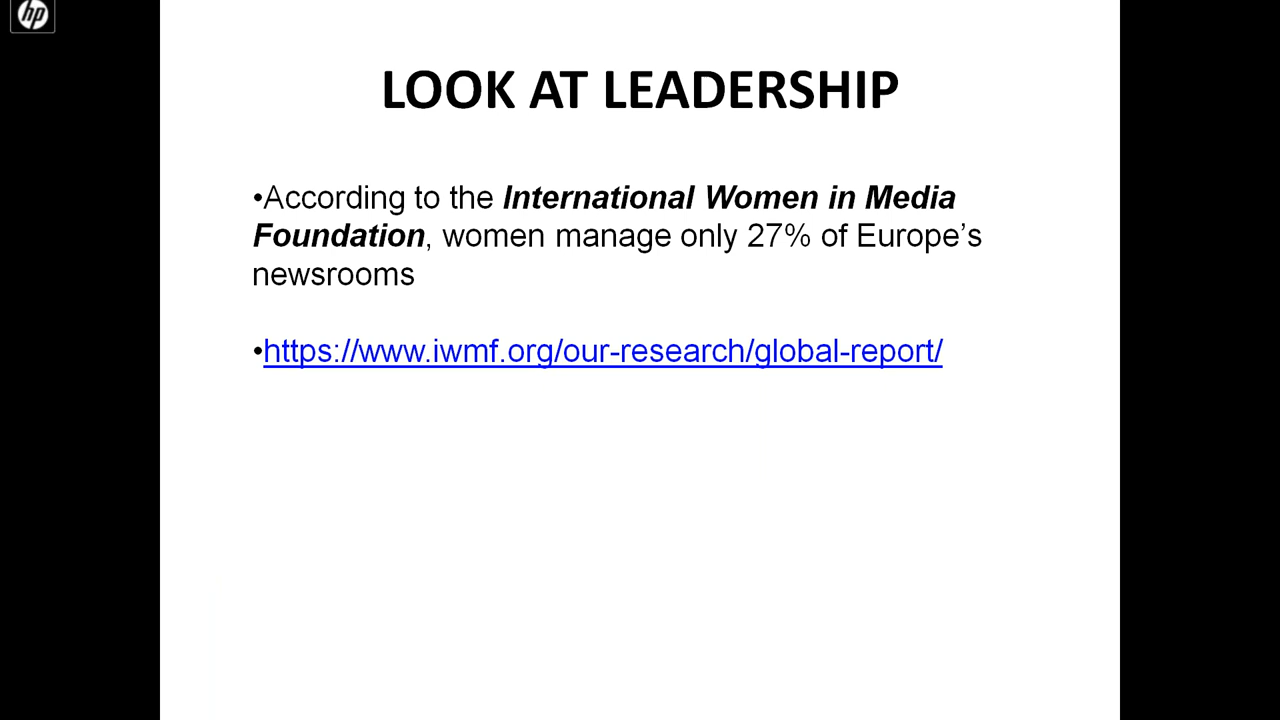 hp
LOOK AT LEADERSHIP
•According to the International Women in Media
Foundation, women manage only 27% of Europe’s
newsrooms
•https://www.iwmf.org/our-research/global-report/